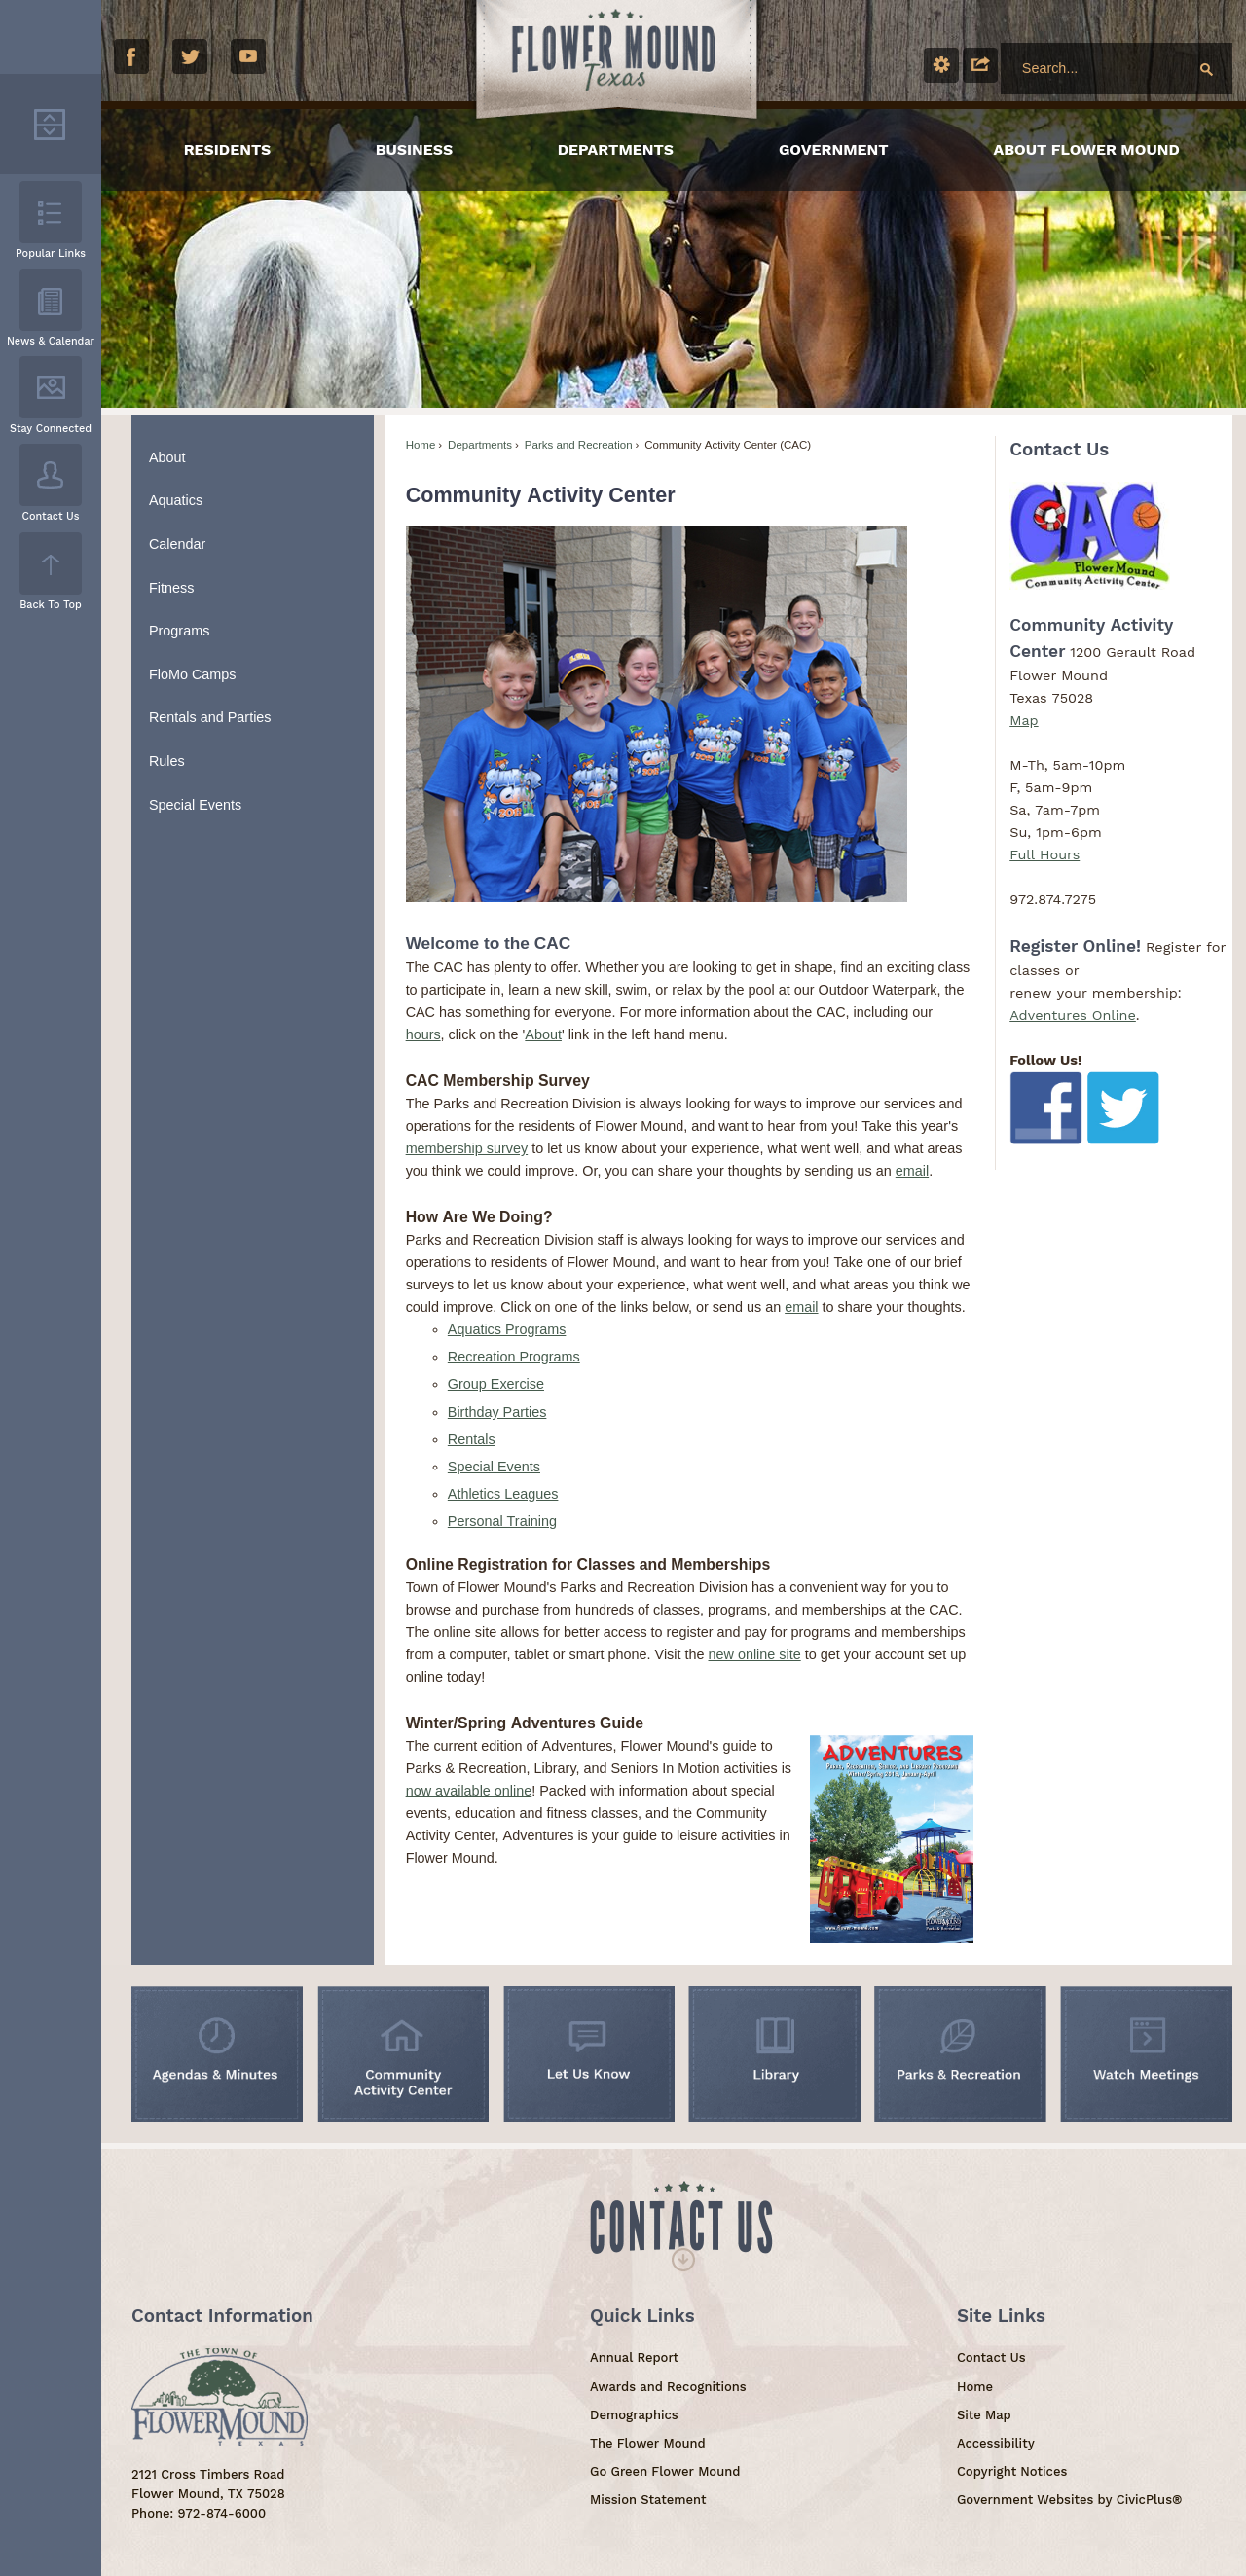 FLOWER MOUND
Texas
Search...
RESIDENTS
BUSINESS
DEPARTMENTS
GOVERNMENT
ABOUT FLOWER MOUND
Popular Links
News & Calendar
Stay Connected
Contact Us
Back To Top
About
Aquatics
Calendar
Fitness
Programs
FloMo Camps
Rentals and Parties
Rules
Special Events
Home › Departments › Parks and Recreation › Community Activity Center (CAC)
Community Activity Center
Welcome to the CAC
The CAC has plenty to offer. Whether you are looking to get in shape, find an exciting class
to participate in, learn a new skill, swim, or relax by the pool at our Outdoor Waterpark, the
CAC has something for everyone. For more information about the CAC, including our
hours, click on the 'About' link in the left hand menu.
CAC Membership Survey
The Parks and Recreation Division is always looking for ways to improve our services and
operations for the residents of Flower Mound, and want to hear from you! Take this year's
membership survey to let us know about your experience, what went well, and what areas
you think we could improve. Or, you can share your thoughts by sending us an email.
How Are We Doing?
Parks and Recreation Division staff is always looking for ways to improve our services and
operations to residents of Flower Mound, and want to hear from you! Take one of our brief
surveys to let us know about your experience, what went well, and what areas you think we
could improve. Click on one of the links below, or send us an email to share your thoughts.
Aquatics Programs
Recreation Programs
Group Exercise
Birthday Parties
Rentals
Special Events
Athletics Leagues
Personal Training
Online Registration for Classes and Memberships
Town of Flower Mound's Parks and Recreation Division has a convenient way for you to
browse and purchase from hundreds of classes, programs, and memberships at the CAC.
The online site allows for better access to register and pay for programs and memberships
from a computer, tablet or smart phone. Visit the new online site to get your account set up
online today!
Winter/Spring Adventures Guide
The current edition of Adventures, Flower Mound's guide to
Parks & Recreation, Library, and Seniors In Motion activities is
now available online! Packed with information about special
events, education and fitness classes, and the Community
Activity Center, Adventures is your guide to leisure activities in
Flower Mound.
ADVENTURES
Contact Us
CAC
Flower Mound
Community Activity Center
Community Activity
Center 1200 Gerault Road
Flower Mound
Texas 75028
Map
M-Th, 5am-10pm
F, 5am-9pm
Sa, 7am-7pm
Su, 1pm-6pm
Full Hours
972.874.7275
Register Online! Register for
classes or
renew your membership:
Adventures Online.
Follow Us!
Agendas & Minutes
Community
Activity Center
Let Us Know
Library
Parks & Recreation
Watch Meetings
CONTACT US
Contact Information
THE TOWN OF
FLOWER MOUND
TEXAS
2121 Cross Timbers Road
Flower Mound, TX 75028
Phone: 972-874-6000
Quick Links
Annual Report
Awards and Recognitions
Demographics
The Flower Mound
Go Green Flower Mound
Mission Statement
Site Links
Contact Us
Home
Site Map
Accessibility
Copyright Notices
Government Websites by CivicPlus®